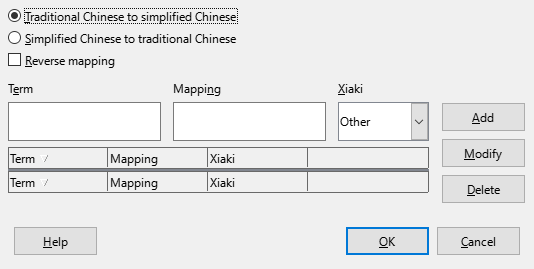 Traditional Chinese to simplified Chinese
Simplified Chinese to traditional Chinese
Reverse mapping
Term Mapping Xiaki
Other
Add
Term Mapping Xiaki
Modify
Term Mapping Xiaki
Delete
Help OK Cancel